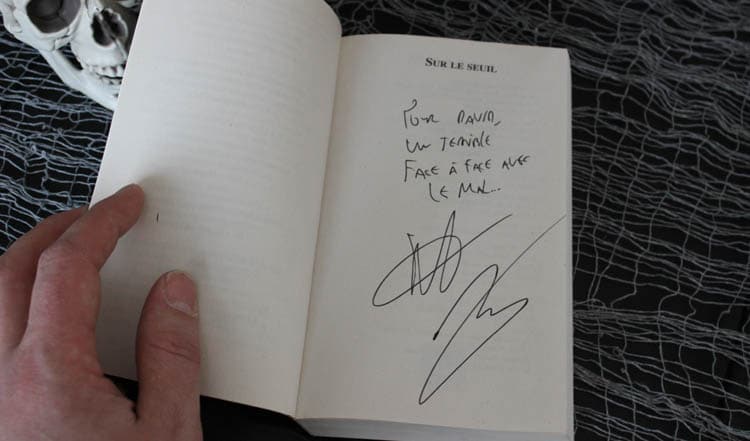 SUR LE SEUIL
POUR DAVID,
UN TERRIBLE
FACE À FACE AVEC
LE MAL...